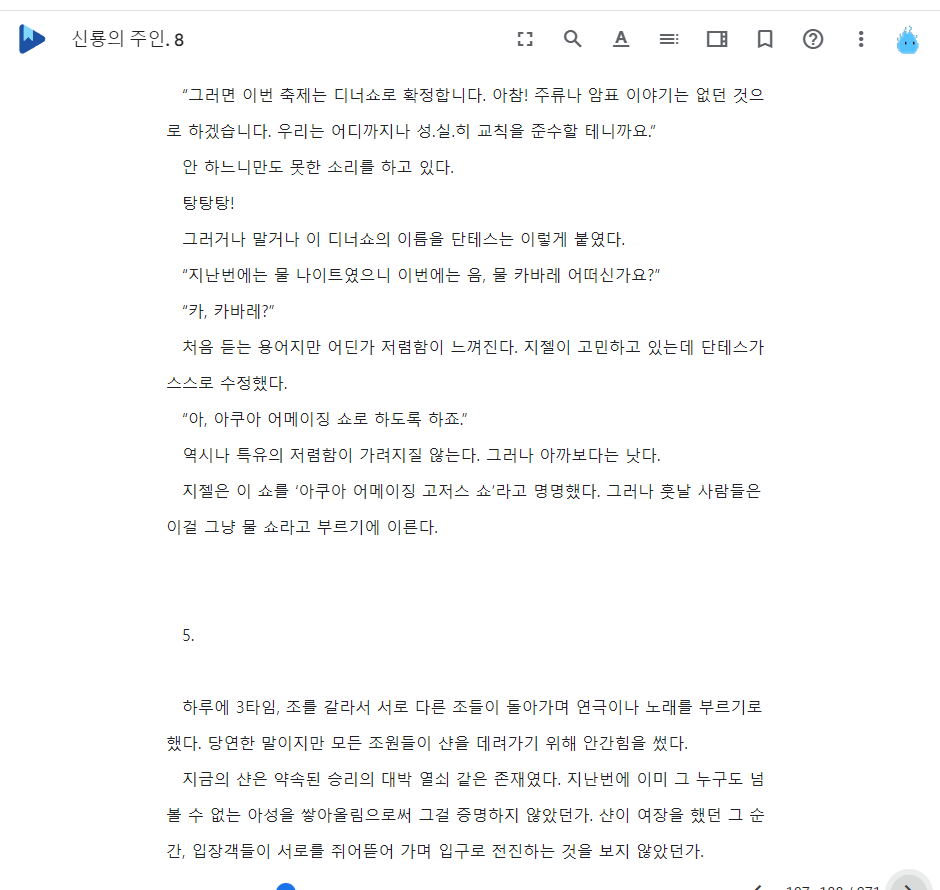 신룡의 주인. 8
“그러면 이번 축제는 디너쇼로 확정합니다. 아참! 주류나 암표 이야기는 없던 것으
로 하겠습니다. 우리는 어디까지나 성.실.히 교칙을 준수할 테니까요.”
안 하느니만도 못한 소리를 하고 있다.
탕탕탕!
그러거나 말거나 이 디너쇼의 이름을 단테스는 이렇게 붙였다.
“지난번에는 물 나이트였으니 이번에는 음, 물 카바레 어떠신가요?”
“카, 카바레?”
처음 듣는 용어지만 어딘가 저렴함이 느껴진다. 지젤이 고민하고 있는데 단테스가
스스로 수정했다.
“아, 아쿠아 어메이징 쇼로 하도록 하죠.”
역시나 특유의 저렴함이 가려지질 않는다. 그러나 아까보다는 낫다.
지젤은 이 쇼를 ‘아쿠아 어메이징 고저스 쇼’라고 명명했다. 그러나 훗날 사람들은
이걸 그냥 물 쇼라고 부르기에 이른다.
5.
하루에 3타임, 조를 갈라서 서로 다른 조들이 돌아가며 연극이나 노래를 부르기로
했다. 당연한 말이지만 모든 조원들이 샨을 데려가기 위해 안간힘을 썼다.
지금의 샨은 약속된 승리의 대박 열쇠 같은 존재였다. 지난번에 이미 그 누구도 넘
볼 수 없는 아성을 쌓아올림으로써 그걸 증명하지 않았던가. 샨이 여장을 했던 그 순
간, 입장객들이 서로를 쥐어뜯어 가며 입구로 전진하는 것을 보지 않았던가.